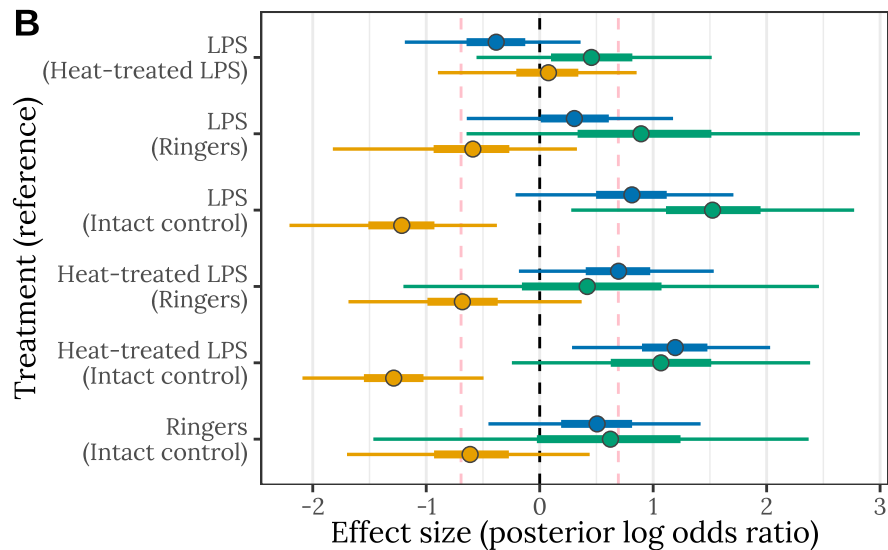 B
Treatment (reference)
LPS
(Heat-treated LPS)
LPS
(Ringers)
LPS
(Intact control)
Heat-treated LPS
(Ringers)
Heat-treated LPS
(Intact control)
Ringers
(Intact control)
-2 -1 0 1 2 3
Effect size (posterior log odds ratio)